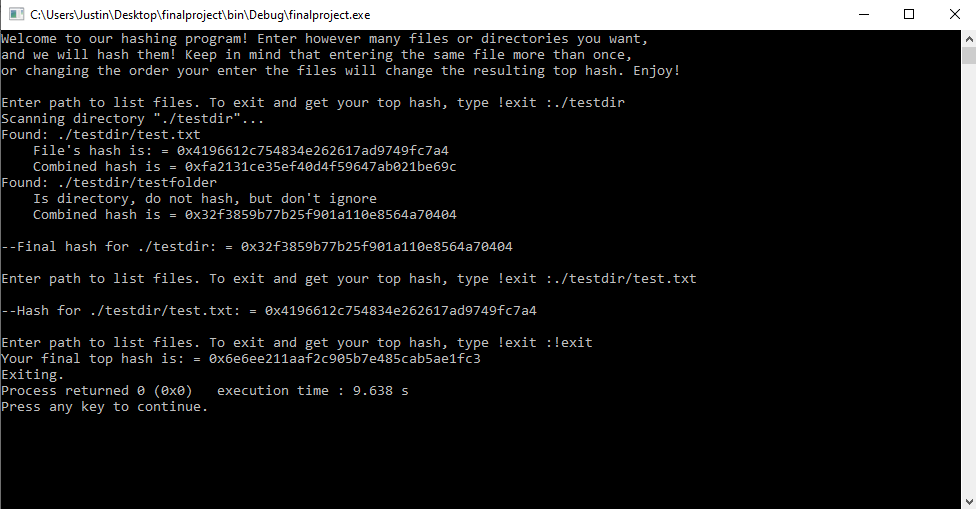 C:\Users\Justin\Desktop\finalproject\bin\Debug\finalproject.exe
Welcome to our hashing program! Enter however many files or directories you want,
and we will hash them! Keep in mind that entering the same file more than once,
or changing the order your enter the files will change the resulting top hash. Enjoy!
Enter path to list files. To exit and get your top hash, type !exit :./testdir
Scanning directory "./testdir"...
Found: ./testdir/test.txt
    File's hash is: = 0x4196612c754834e262617ad9749fc7a4
    Combined hash is = 0xfa2131ce35ef40d4f59647ab021be69c
Found: ./testdir/testfolder
    Is directory, do not hash, but don't ignore
    Combined hash is = 0x32f3859b77b25f901a110e8564a70404
--Final hash for ./testdir: = 0x32f3859b77b25f901a110e8564a70404
Enter path to list files. To exit and get your top hash, type !exit :./testdir/test.txt
--Hash for ./testdir/test.txt: = 0x4196612c754834e262617ad9749fc7a4
Enter path to list files. To exit and get your top hash, type !exit :!exit
Your final top hash is: = 0x6e6ee211aaf2c905b7e485cab5ae1fc3
Exiting.
Process returned 0 (0x0)   execution time : 9.638 s
Press any key to continue.